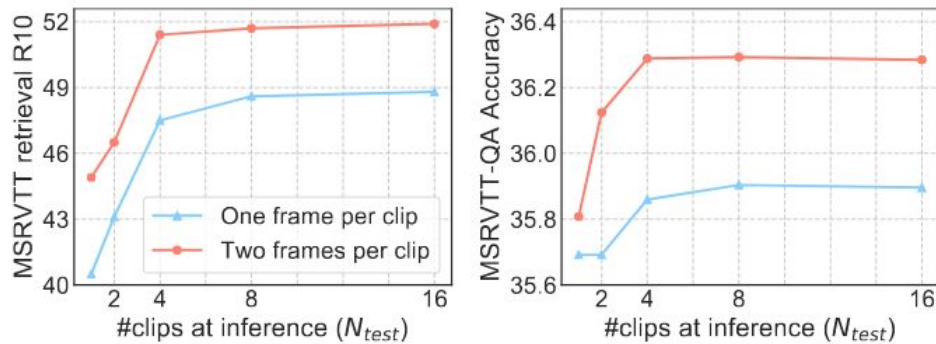 MSRVTT retrieval R10
52
49
46
43
40
One frame per clip
Two frames per clip
2 4 8 16
#clips at inference (N_test)
MSRVTT-QA Accuracy
36.4
36.2
36.0
35.8
35.6
2 4 8 16
#clips at inference (N_test)